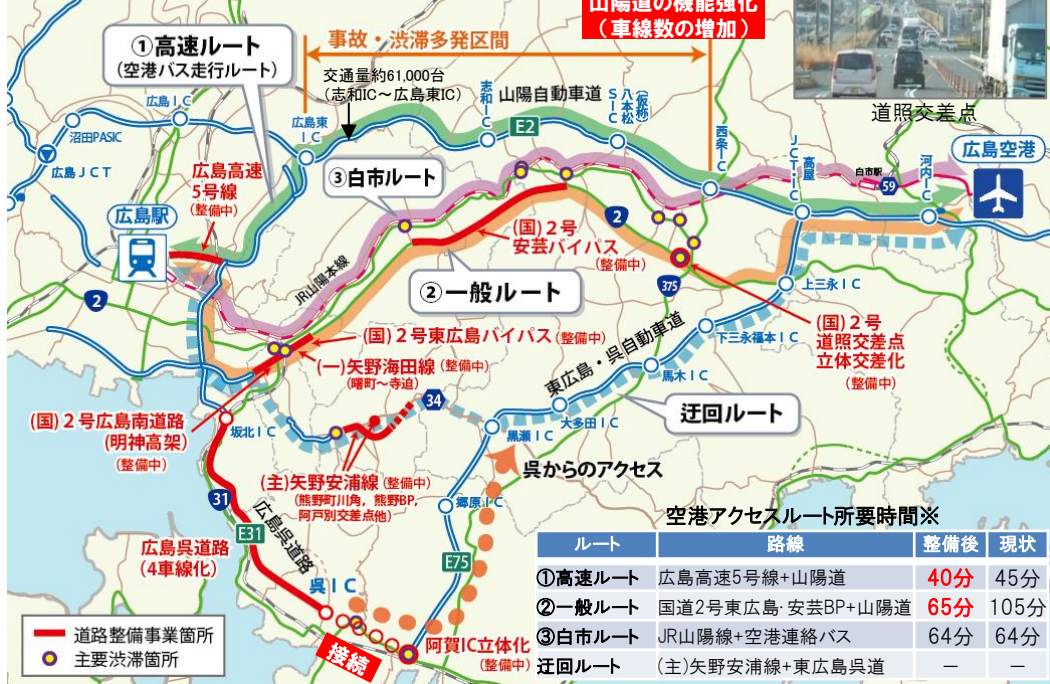 山陽道の機能強化
（車線数の増加）
①高速ルート
(空港バス走行ルート)
事故・渋滞多発区間
交通量約61,000台
(志和IC～広島東IC)
道照交差点
広島IC
沼田PASIC
広島JCT
広島東IC
志和IC
山陽自動車道
E2
(仮称)八本松SIC
西条IC
高屋JCT・IC
白市駅
59
河内IC
広島空港
広島高速
5号線
(整備中)
③白市ルート
広島駅
2
JR山陽本線
(国)２号
安芸バイパス
(整備中)
2
②一般ルート
375
上三永IC
(国)２号
道照交差点
立体交差化
(整備中)
(国)２号東広島バイパス(整備中)
(一)矢野海田線(整備中)
(曙町～寺迫)
下三永福本IC
東広島・呉自動車道
馬木IC
34
大多田IC
迂回ルート
(国)２号広島南道路
(明神高架)
(整備中)
坂北IC
黒瀬IC
呉からのアクセス
(主)矢野安浦線(整備中)
(熊野町川角，熊野BP，
阿戸別交差点他)
31
広島呉道路
E31
郷原IC
広島呉道路
(4車線化)
E75
呉IC
接続
阿賀IC立体化
(整備中)
道路整備事業箇所
主要渋滞箇所
空港アクセスルート所要時間※
ルート 路線 整備後 現状
①高速ルート 広島高速5号線+山陽道 40分 45分
②一般ルート 国道2号東広島･安芸BP+山陽道 65分 105分
③白市ルート JR山陽線+空港連絡バス 64分 64分
迂回ルート (主)矢野安浦線+東広島呉道 － －